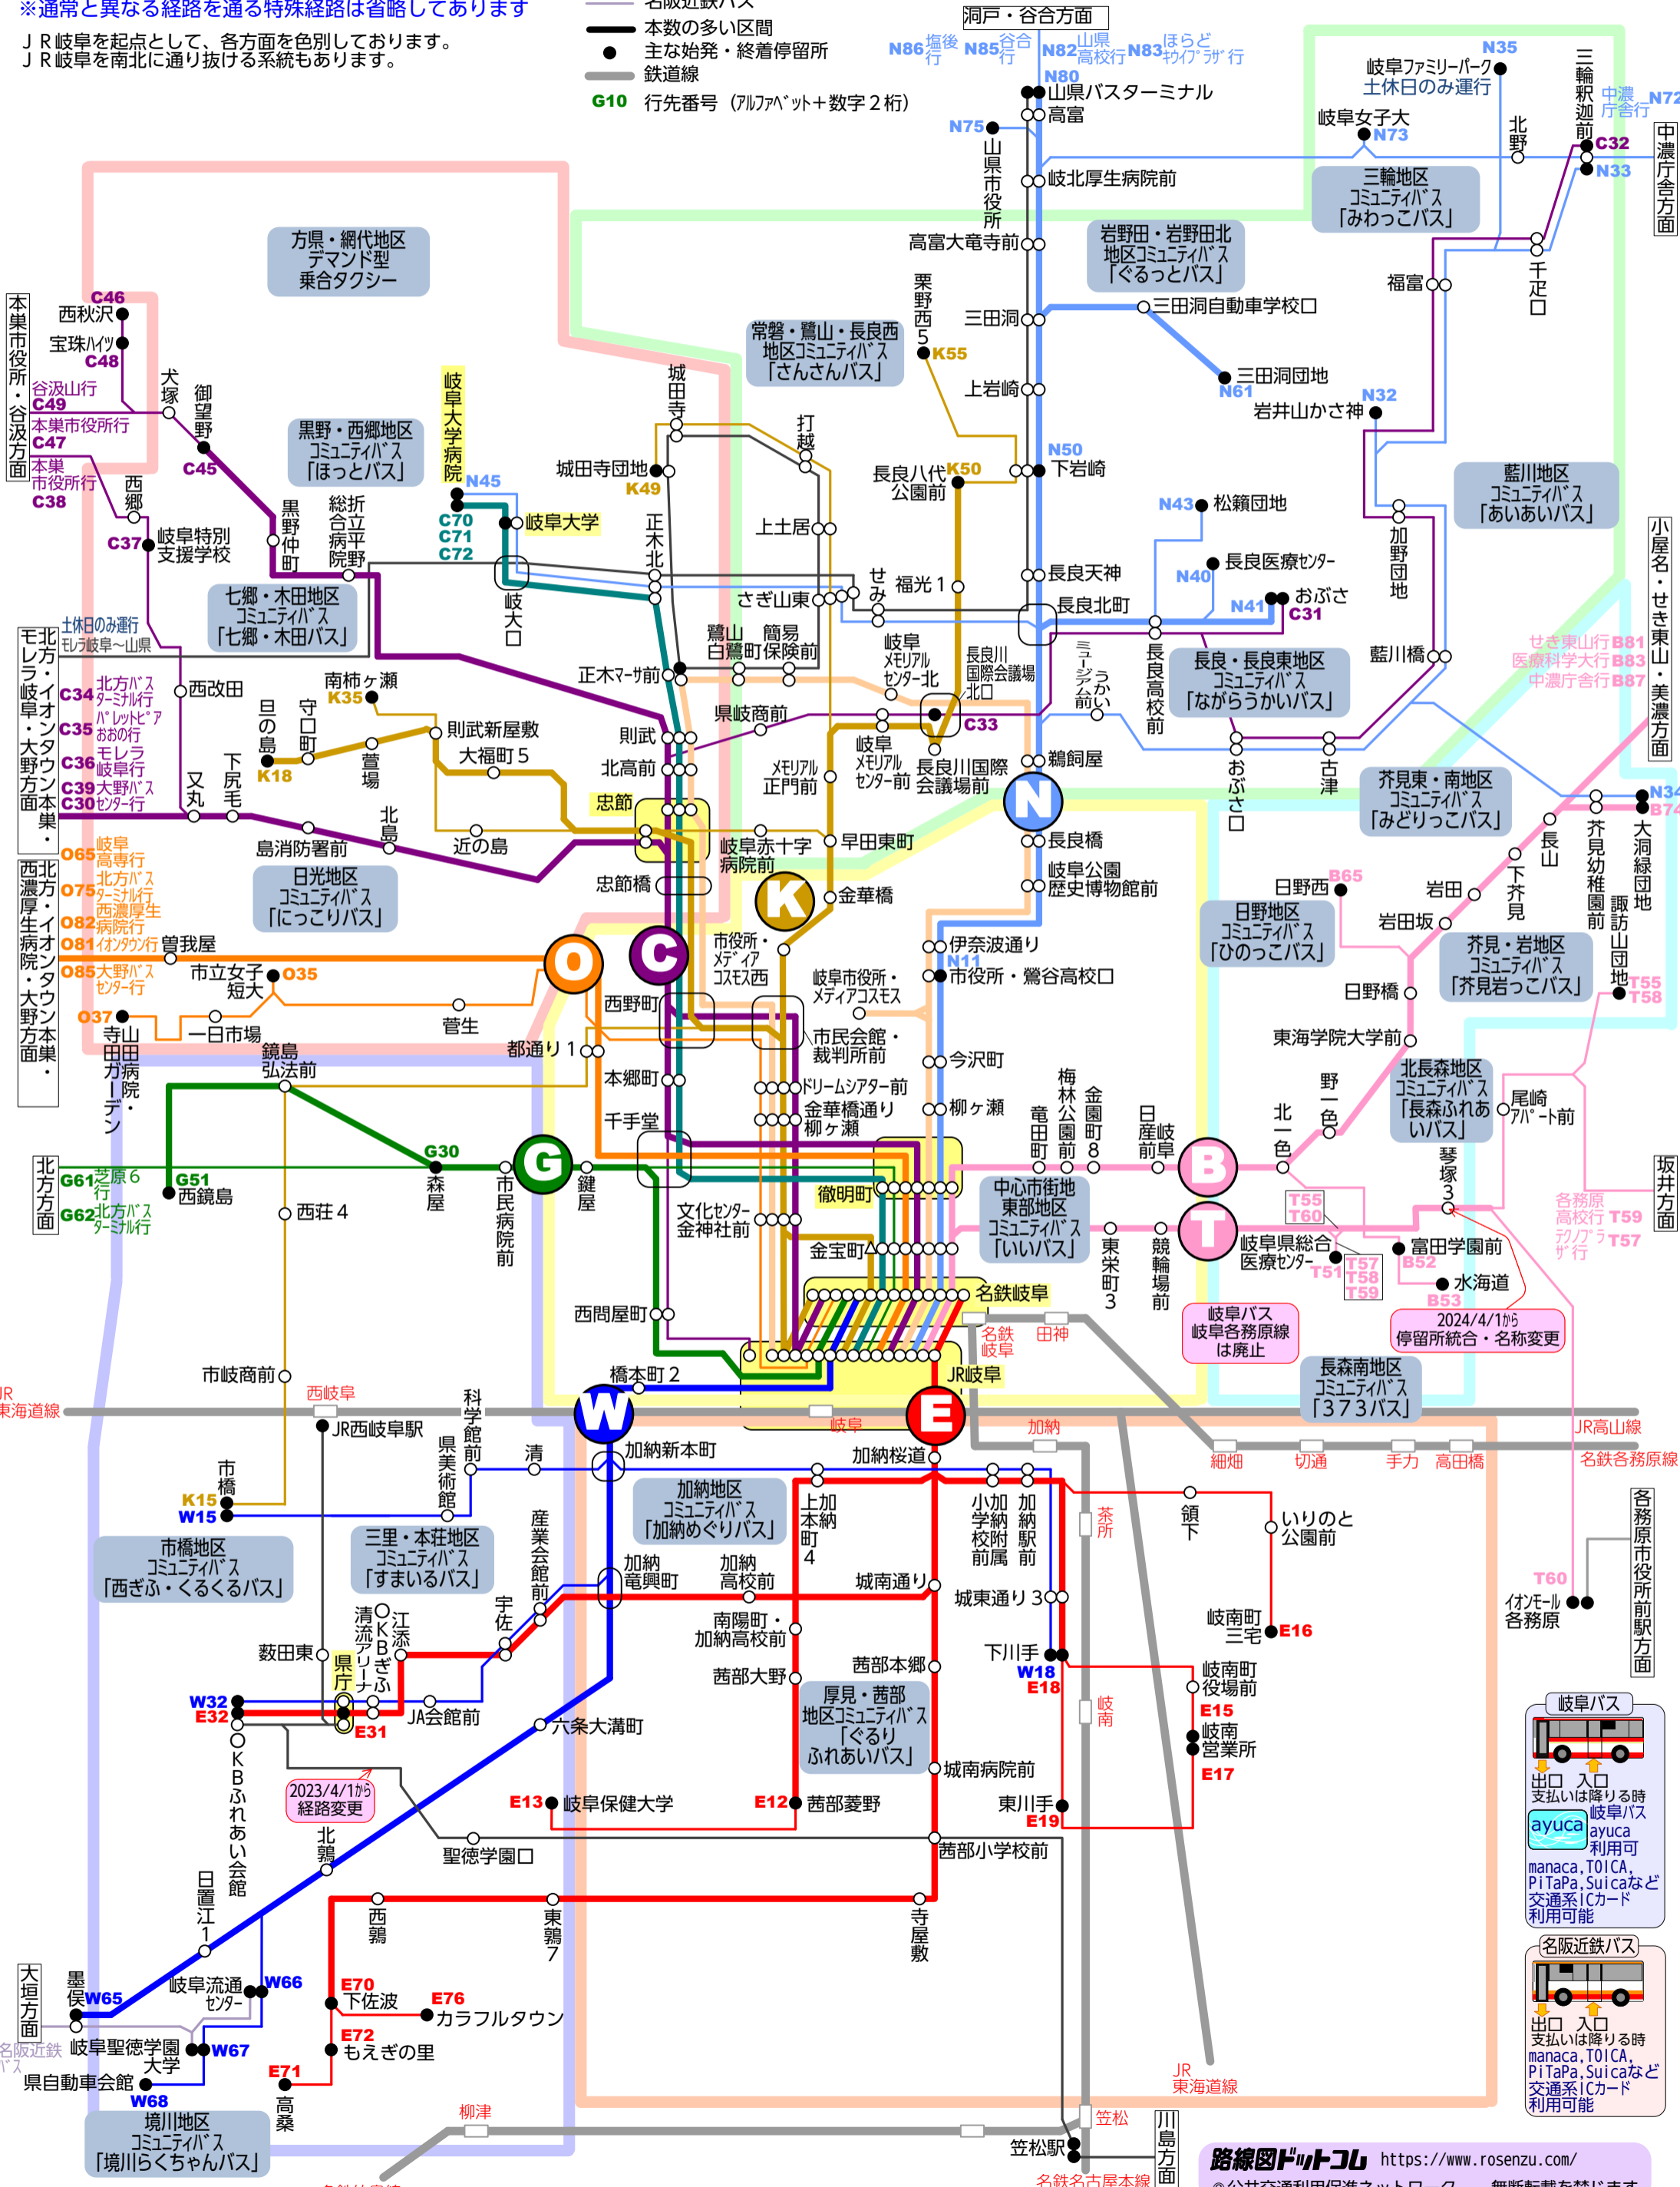 ※通常と異なる経路を通る特殊経路は省略してあります
ＪＲ岐阜を起点として、各方面を色別しております。
ＪＲ岐阜を南北に通り抜ける系統もあります。
名阪近鉄バス
本数の多い区間
主な始発・終着停留所
鉄道線
G10 行先番号（アルファベット＋数字２桁）
洞戸・谷合方面
N86 塩後行 N85 谷合行 N82 山県高校行 N83 ほらどキウイプラザ行
N80
山県バスターミナル
高富
N75
山県市役所
岐北厚生病院前
高富大竜寺前
三田洞
三田洞自動車学校口
三田洞団地
N61
上岩崎
N50
下岩崎
N35
岐阜ファミリーパーク
土休日のみ運行
三輪釈迦前
中濃庁舎行 N72
中濃庁舎方面
岐阜女子大
N73
北野
C32
N33
三輪地区
コミュニティバス
「みわっこバス」
千疋口
福富
岩野田・岩野田北
地区コミュニティバス
「ぐるっとバス」
栗野西５
K55
常磐・鷺山・長良西
地区コミュニティバス
「さんさんバス」
方県・網代地区
デマンド型
乗合タクシー
本巣市役所・谷汲方面
C46
西秋沢
宝珠ハイツ
C48
谷汲山行
C49
本巣市役所行
C47
本巣
市役所行
C38
犬塚
御望野
C45
西郷
C37
岐阜特別
支援学校
黒野・西郷地区
コミュニティバス
「ほっとバス」
黒野仲町
総合病院
折立平野
岐阜大学病院
N45
C70
C71
C72
岐阜大学
岐大口
城田寺
城田寺団地
K49
打越
上土居
正木北
さぎ山東
せみ
福光１
長良八代
公園前
K50
長良天神
長良北町
N43
松籟団地
長良医療センター
N40
N41
おぶさ
C31
長良高校前
N32
岩井山かさ神
加野団地
藍川地区
コミュニティバス
「あいあいバス」
藍川橋
小屋名・せき東山・美濃方面
せき東山行 B81
医療科学大行 B83
中濃庁舎行 B87
七郷・木田地区
コミュニティバス
「七郷・木田バス」
土休日のみ運行
モレラ岐阜～山県
北方・イオンタウン本巣・
モレラ岐阜・大野方面
C34 北方バスターミナル行
C35 パレットピアおおの行
C36 モレラ岐阜行
C39 大野バス
C30 センター行
西改田
又丸
下尻毛
島消防署前
北島
旦の島
K18
守口町
萱場
南柿ヶ瀬
K35
則武新屋敷
大福町５
近の島
正木マーサ前
鷺山
白鷺町
簡易
保険前
則武
北高前
忠節
忠節橋
県岐商前
岐阜
メモリアル
センター北
長良川
国際会議場
北口
C33
岐阜
メモリアル
センター前
長良川国際
会議場前
メモリアル
正門前
岐阜赤十字
病院前
早田東町
金華橋
うかい
ミュージアム前
鵜飼屋
長良・長良東地区
コミュニティバス
「ながらうかいバス」
おぶさ口
古津
N
長良橋
岐阜公園
歴史博物館前
伊奈波通り
N11
市役所・鶯谷高校口
今沢町
柳ヶ瀬
芥見東・南地区
コミュニティバス
「みどりっこバス」
N34
B74
大洞緑団地
芥見幼稚園前
長山
下芥見
岩田
岩田坂
日野橋
東海学院大学前
野一色
北一色
B65
日野西
日野地区
コミュニティバス
「ひのっこバス」
芥見・岩地区
コミュニティバス
「芥見岩っこバス」
諏訪山団地
T55
T58
西濃厚生病院・大野方面
北方・イオンタウン本巣・
O65 岐阜高専行
O75 北方バスターミナル行
O82 西濃厚生病院行
O81 イオンタウン行
O85 大野バスセンター行
曽我屋
日光地区
コミュニティバス
「にっこりバス」
市立女子
短大
O35
O37
山田病院・
寺田ガーデン
一日市場
菅生
鏡島
弘法前
O
C
K
市役所・
メディア
コスモス西
岐阜市役所・
メディアコスモス
西野町
市民会館・
裁判所前
都通り１
本郷町
千手堂
ドリームシアター前
金華橋通り
柳ヶ瀬
文化センター
金神社前
徹明町
金宝町
名鉄岐阜
JR岐阜
北方方面
G61 芝原６行
G62 北方バスターミナル行
G51
西鏡島
G30
森屋
市民病院前
G
鍵屋
西荘４
市岐商前
西問屋町
橋本町２
竜田町
梅林公園前
金園町８
日産前
岐阜
B
T
中心市街地
東部地区
コミュニティバス
「いいバス」
東栄町３
競輪場前
T55
T60
岐阜県総合
医療センター
T51
T57
T58
T59
富田学園前
B52
水海道
B53
琴塚３
北長森地区
コミュニティバス
「長森ふれあ
いバス」
尾崎
アパート前
坂井方面
各務原
高校行 T59
テクノプラザ行 T57
岐阜バス
岐阜各務原線
は廃止
2024/4/1から
停留所統合・名称変更
長森南地区
コミュニティバス
「３７３バス」
名鉄
岐阜
田神
JR
東海道線
西岐阜
JR西岐阜駅
岐阜
加納
細畑
切通
手力
高田橋
JR高山線
名鉄各務原線
W
E
市橋
K15
W15
県美術館
科学館前
清
加納新本町
加納桜道
市橋地区
コミュニティバス
「西ぎふ・くるくるバス」
三里・本荘地区
コミュニティバス
「すまいるバス」
加納地区
コミュニティバス
「加納めぐりバス」
産業会館前
宇佐
加納
竜興町
加納
高校前
上加納
本町４
南陽町・
加納高校前
茜部大野
城南通り
茜部本郷
城南病院前
小学校前
加納附属
加納駅前
城東通り３
下川手
W18
E18
茶所
岐南
領下
いりのと
公園前
岐南町
三宅
E16
岐南町
役場前
E15
岐南
営業所
E17
東川手
E19
T60
イオンモール
各務原
各務原市役所前駅方面
薮田東
県庁
OKBぎふ
清流アリーナ
江添
W32
E32
E31
JA会館前
OKBふれあい会館
2023/4/1から
経路変更
六条大溝町
北鶉
日置江１
厚見・茜部
地区コミュニティバス
「ぐるり
ふれあいバス」
E13
岐阜保健大学
E12
茜部菱野
聖徳学園口
茜部小学校前
西鶉
東鶉７
寺屋敷
大垣方面
墨俣
W65
名阪近鉄
バス
岐阜流通
センター
W66
岐阜聖徳学園
大学
W67
県自動車会館
W68
E70
下佐波
E76
カラフルタウン
E72
もえぎの里
E71
高桑
境川地区
コミュニティバス
「境川らくちゃんバス」
柳津
笠松
笠松駅
川島方面
JR
東海道線
名鉄名古屋本線
岐阜バス
出口 入口
支払いは降りる時
ayuca
岐阜バス
ayuca
利用可
manaca,TOICA,
PiTaPa,Suicaなど
交通系ICカード
利用可能
名阪近鉄バス
出口 入口
支払いは降りる時
manaca,TOICA,
PiTaPa,Suicaなど
交通系ICカード
利用可能
路線図ドットコム https://www.rosenzu.com/
©公共交通利用促進ネットワーク 無断転載を禁じます